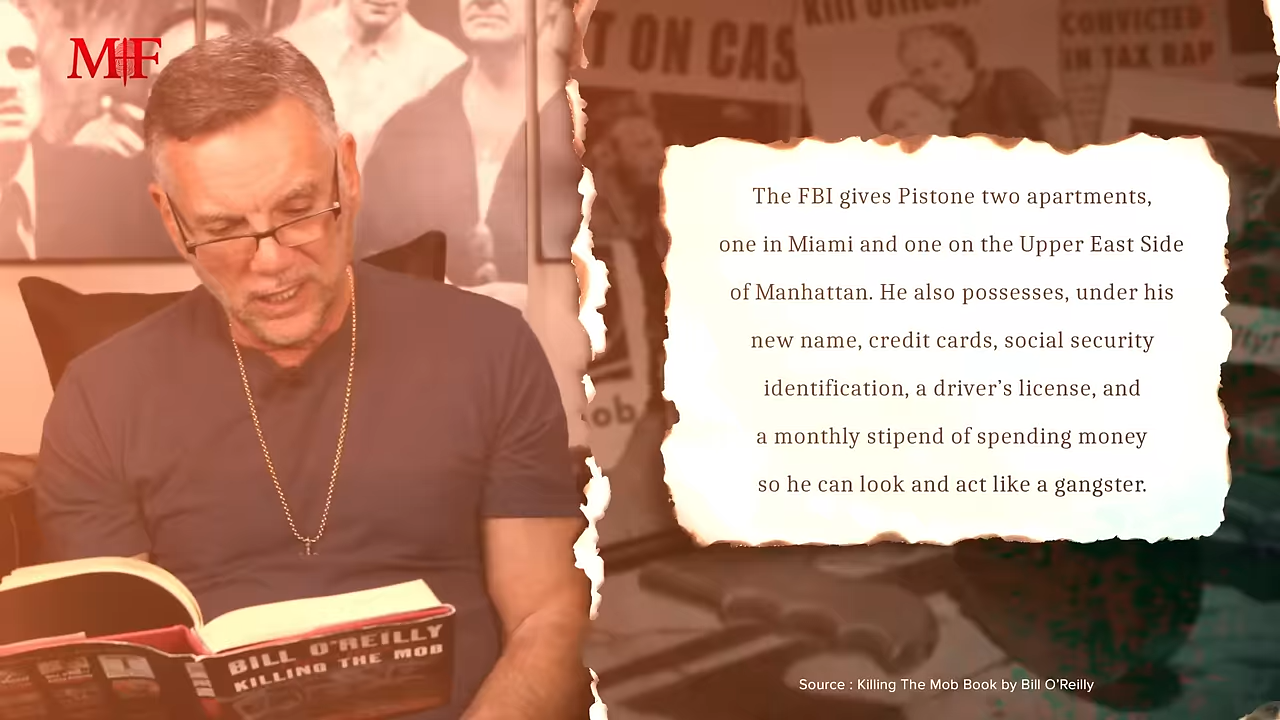 MF
T ON CAS
CONVICTED
IN TAX RAP
The FBI gives Pistone two apartments,
one in Miami and one on the Upper East Side
of Manhattan. He also possesses, under his
new name, credit cards, social security
identification, a driver’s license, and
a monthly stipend of spending money
so he can look and act like a gangster.
ob
BILL O'REILLY
KILLING THE MOB
Source : Killing The Mob Book by Bill O’Reilly